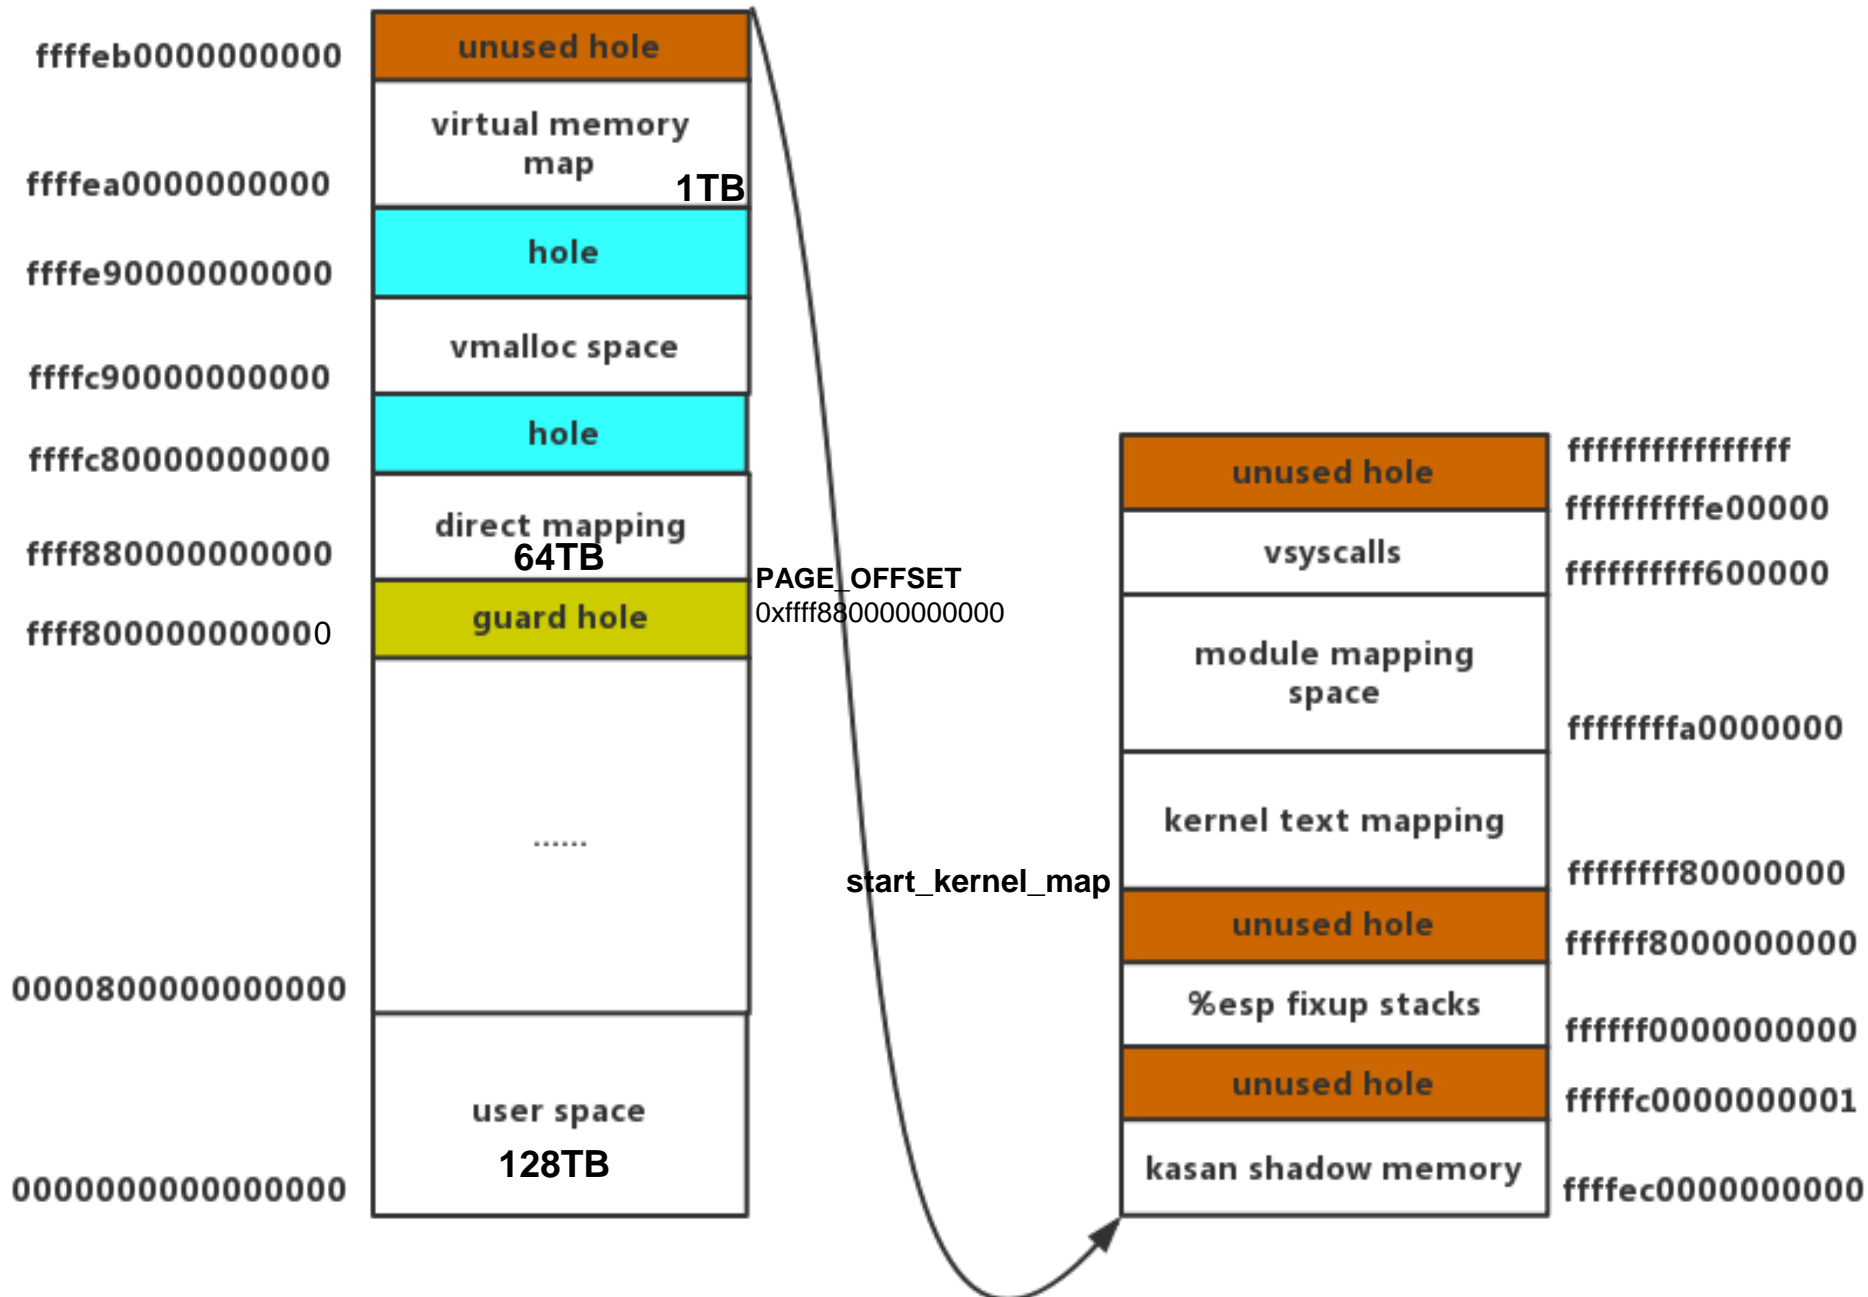 ffffeb0000000000
unused hole
virtual memory
map
ffffea0000000000
1TB
hole
ffffe90000000000
vmalloc space
ffffc90000000000
hole
ffffc80000000000
direct mapping
64TB
ffff880000000000
PAGE_OFFSET
0xffff880000000000
guard hole
ffff800000000000
......
0000800000000000
user space
128TB
0000000000000000
unused hole
ffffffffffffffff
ffffffffffe00000
vsyscalls
ffffffffff600000
module mapping
space
ffffffffa0000000
kernel text mapping
start_kernel_map
ffffffff80000000
unused hole
ffffff8000000000
%esp fixup stacks
ffffff0000000000
unused hole
fffffc0000000001
kasan shadow memory
ffffec0000000000